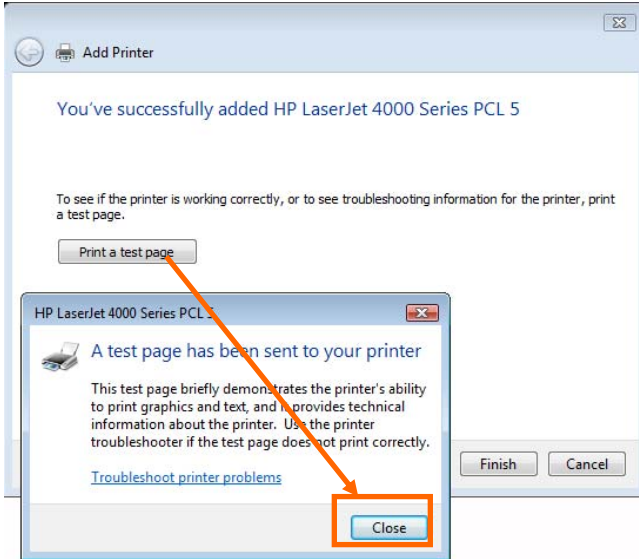 Add Printer
You've successfully added HP LaserJet 4000 Series PCL 5
To see if the printer is working correctly, or to see troubleshooting information for the printer, print
a test page.
Print a test page
HP LaserJet 4000 Series PCL 5
A test page has been sent to your printer
This test page briefly demonstrates the printer's ability
to print graphics and text, and it provides technical
information about the printer. Use the printer
troubleshooter if the test page does not print correctly.
Troubleshoot printer problems
Finish
Cancel
Close